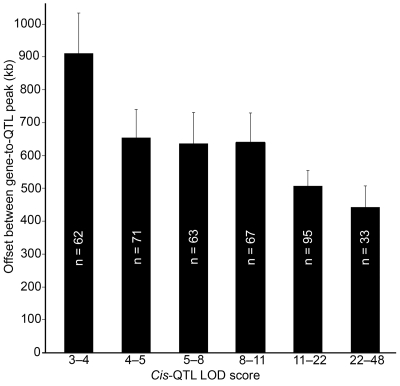 Offset between gene-to-QTL peak (kb)
1000
900
800
700
600
500
400
300
200
100
0
n = 62
n = 71
n = 63
n = 67
n = 95
n = 33
3–4
4–5
5–8
8–11
11–22
22–48
Cis-QTL LOD score